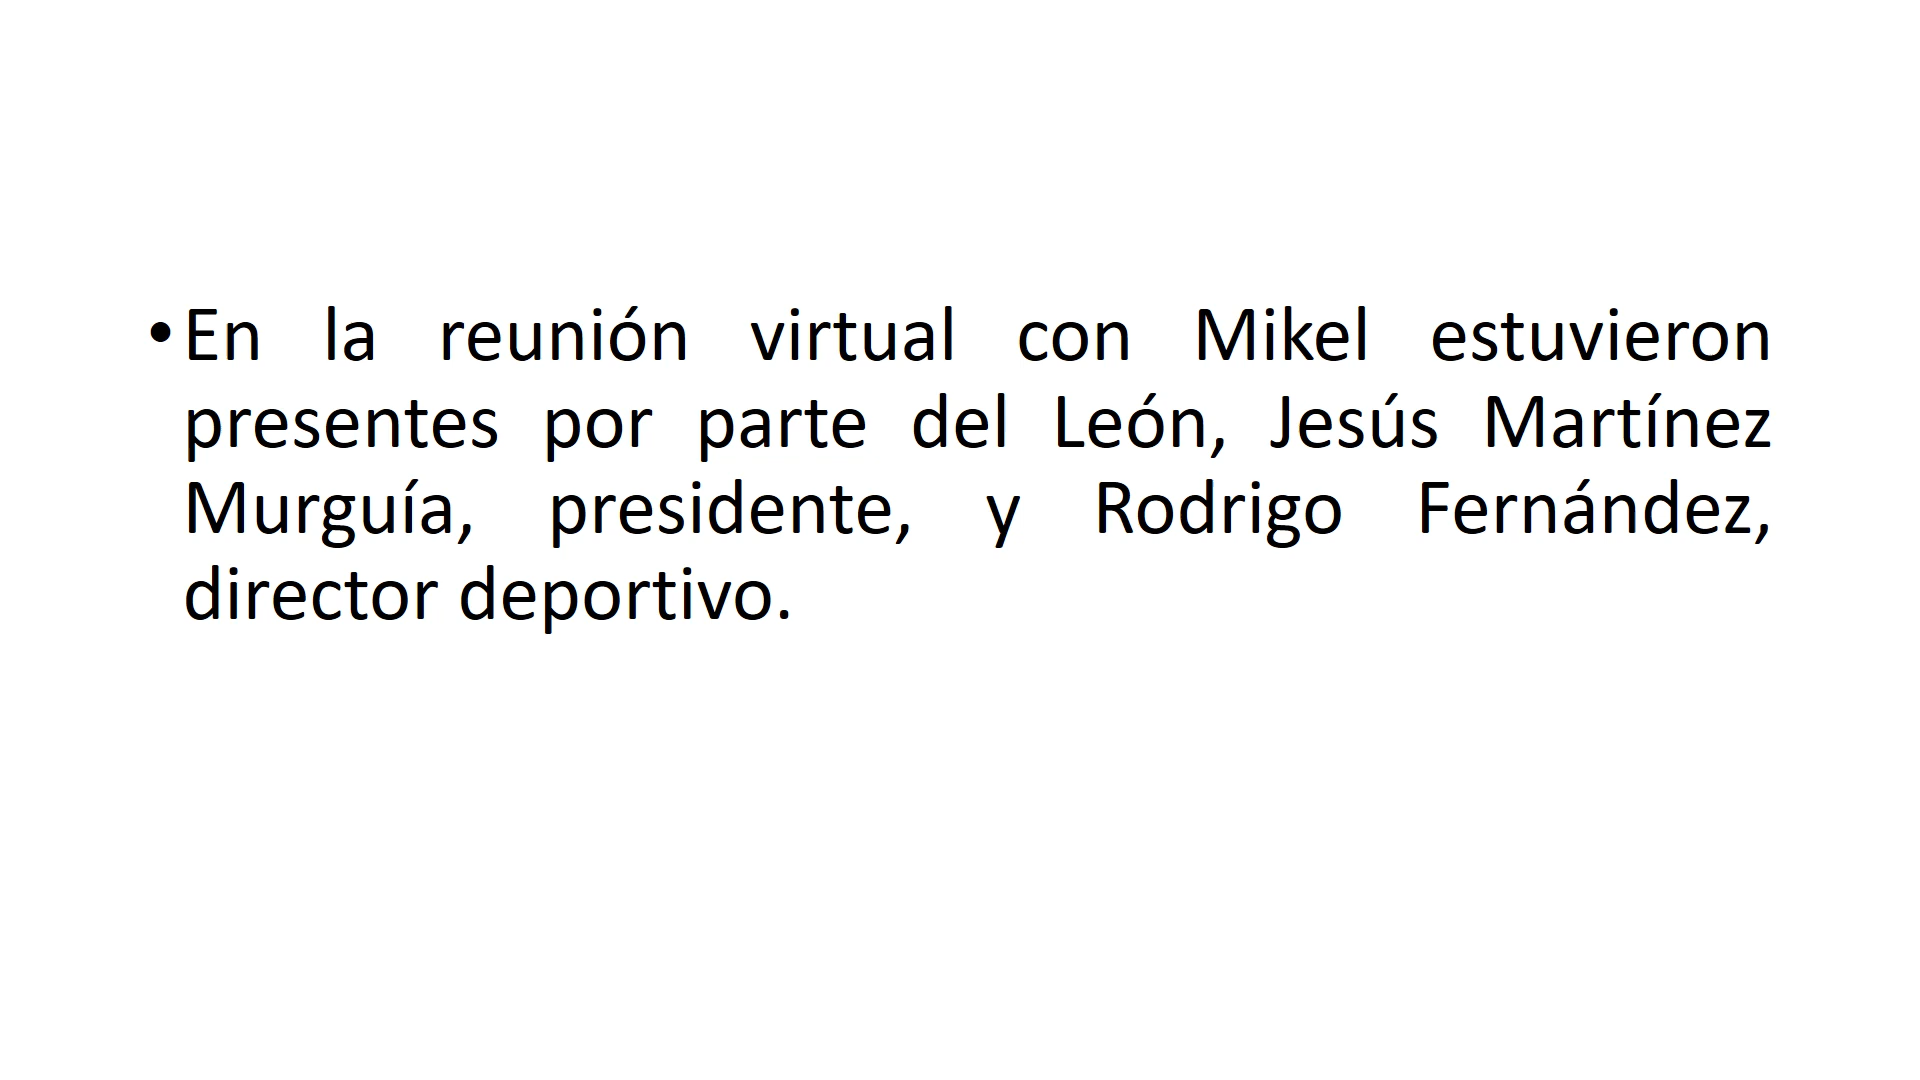 •En la reunión virtual con Mikel estuvieron
presentes por parte del León, Jesús Martínez
Murguía, presidente, y Rodrigo Fernández,
director deportivo.